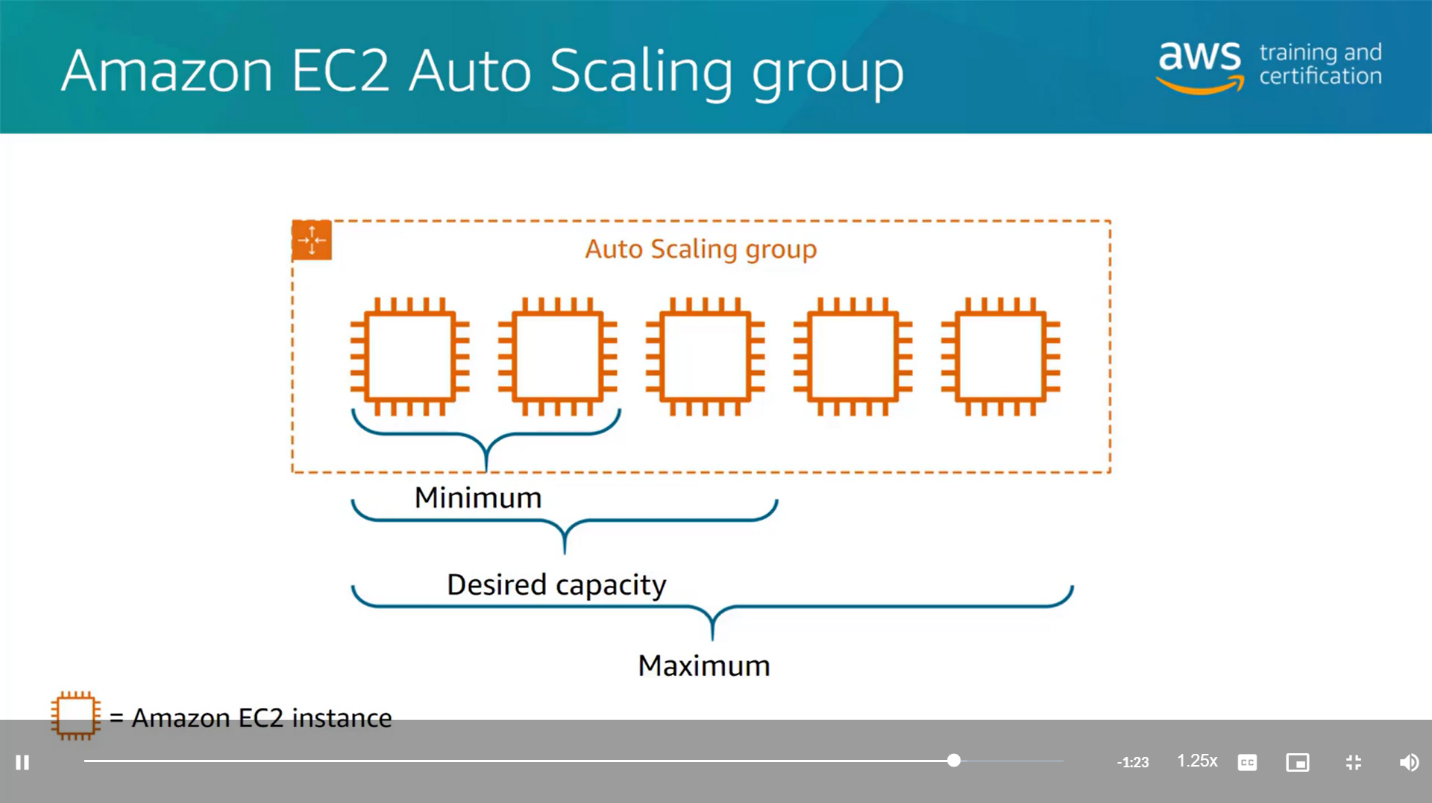 Amazon EC2 Auto Scaling group
aws training and
certification
Auto Scaling group
Minimum
Desired capacity
Maximum
= Amazon EC2 instance
-1:23
1.25x
CC